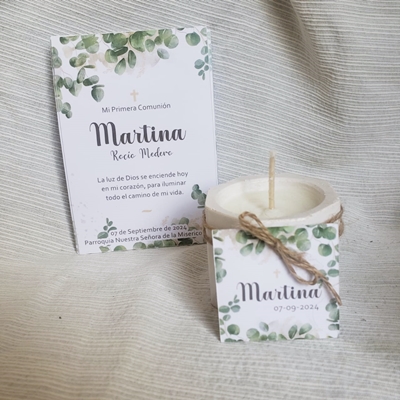 Mi Primera Comunión
Martina
Rocío Medero
La luz de Dios se enciende hoy
en mi corazón, para iluminar
todo el camino de mi vida.
07 de Septiembre de 2024
Parroquia Nuestra Señora de la Miserico
Martina
07-09-2024